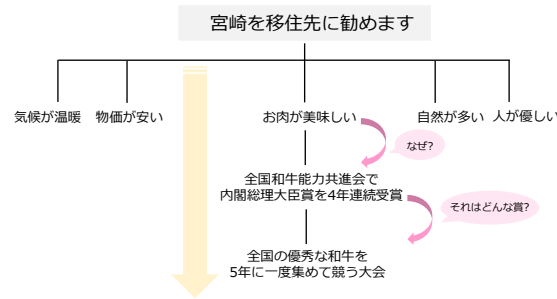 宮崎を移住先に勧めます
気候が温暖
物価が安い
お肉が美味しい
自然が多い
人が優しい
なぜ?
全国和牛能力共進会で
内閣総理大臣賞を4年連続受賞
それはどんな賞?
全国の優秀な和牛を
5年に一度集めて競う大会